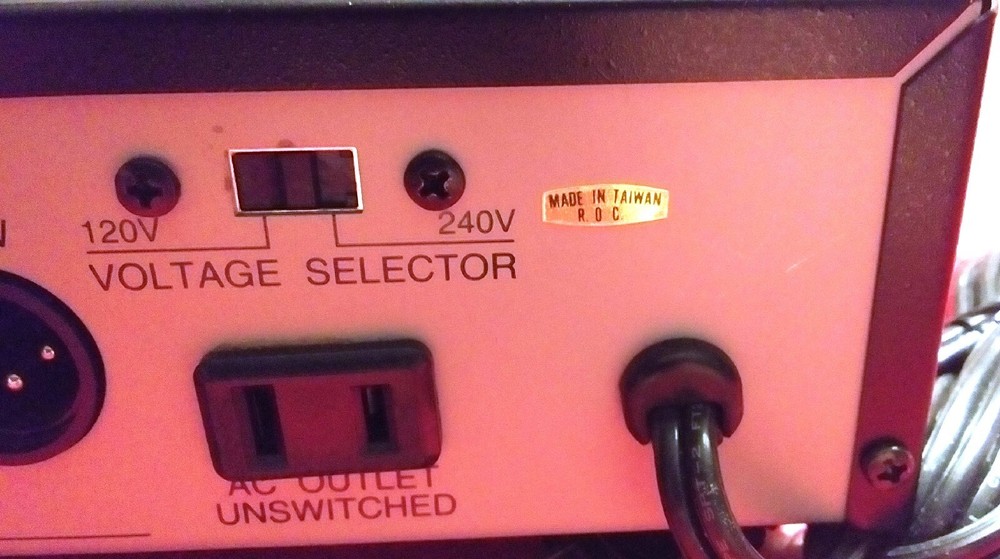 MADE IN TAIWAN
R.O.C.
120V
240V
VOLTAGE SELECTOR
AC OUTLET
UNSWITCHED